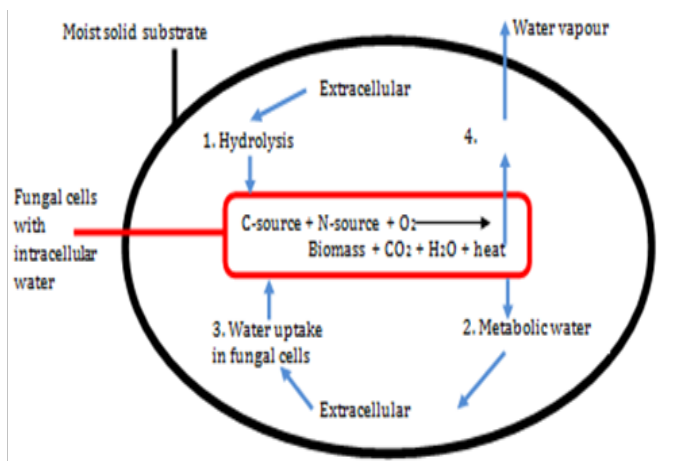 Moist solid substrate
Water vapour
Extracellular
4.
1. Hydrolysis
Fungal cells
with
intracellular
water
C-source + N-source + O₂
Biomass + CO₂ + H₂O + heat
3. Water uptake
in fungal cells
2. Metabolic water
Extracellular